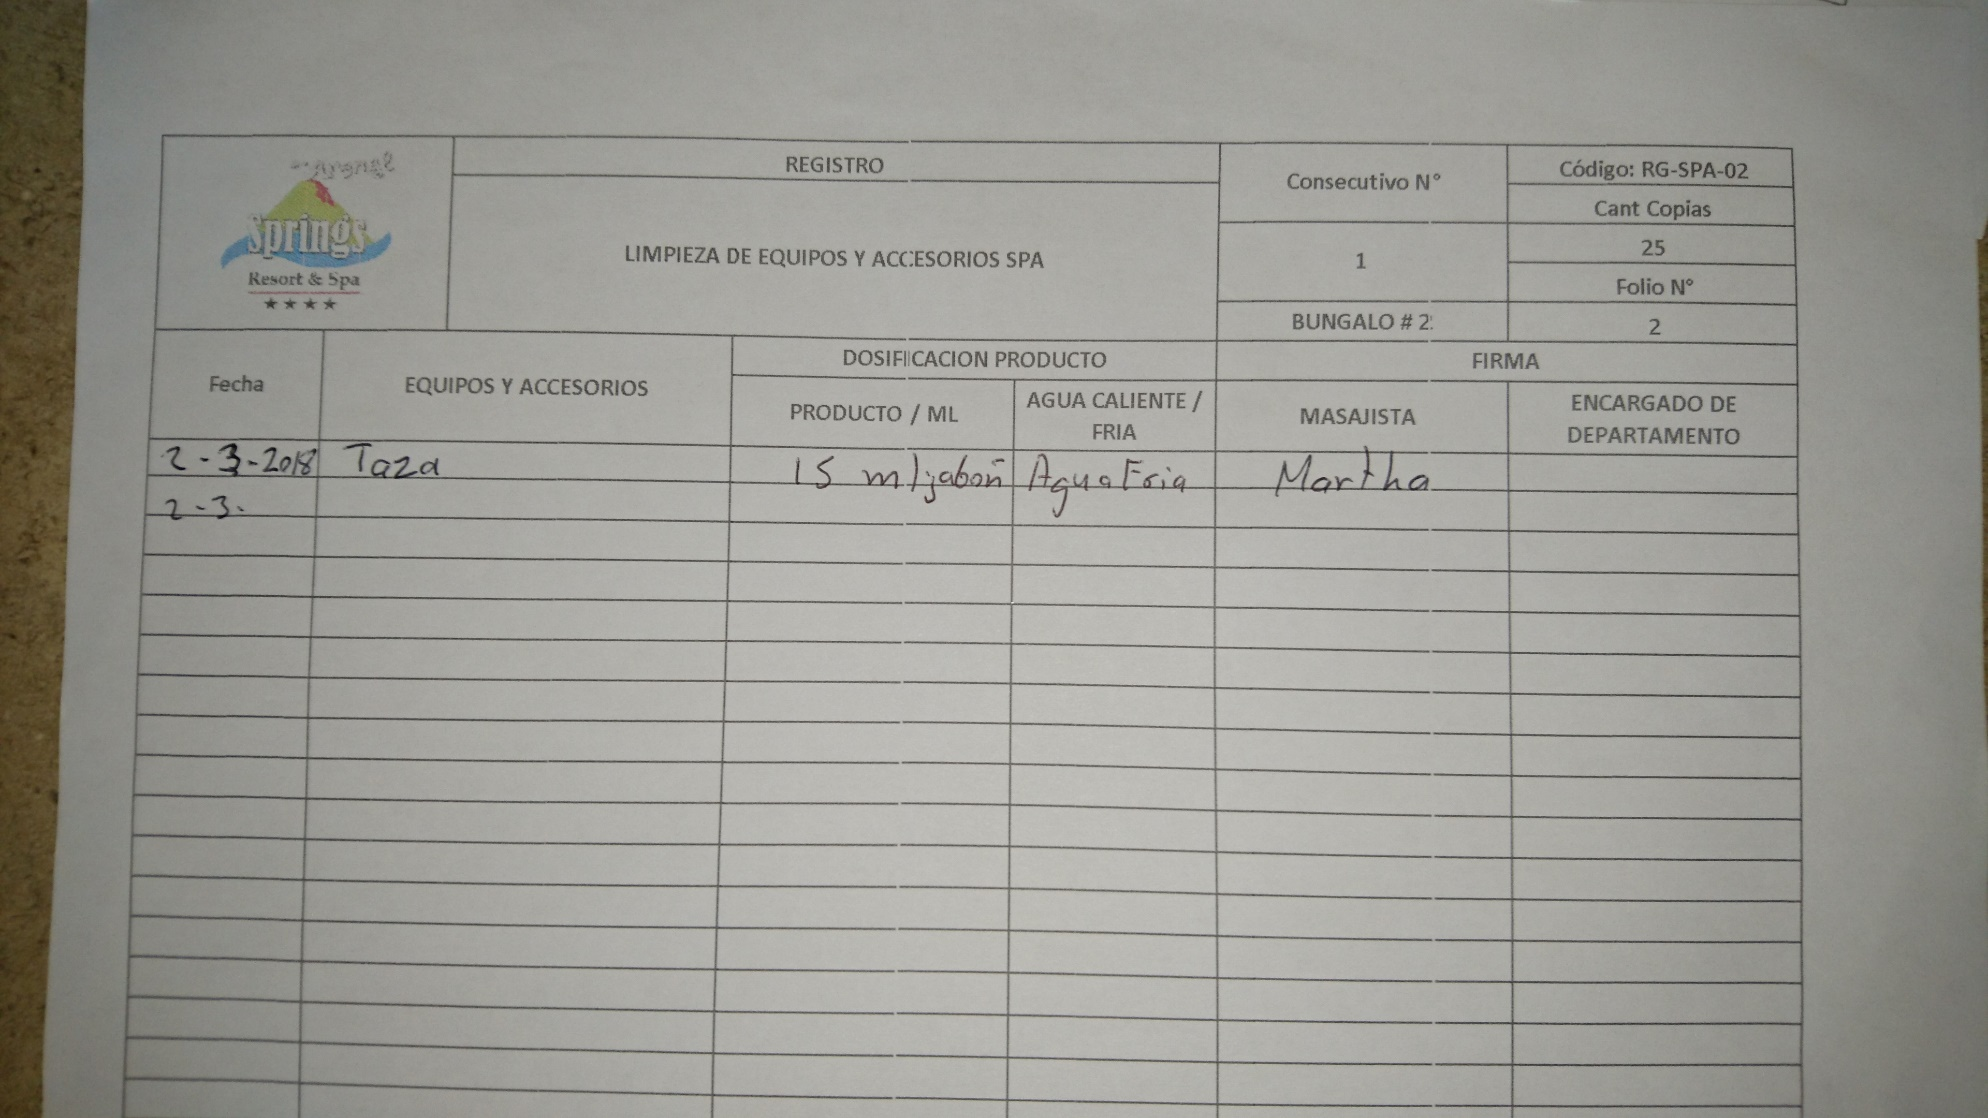 Arenal
Springs
Resort & Spa
REGISTRO
LIMPIEZA DE EQUIPOS Y ACCESORIOS SPA
Consecutivo N°
1
BUNGALO # 2
Código: RG-SPA-02
Cant Copias
25
Folio N°
2
Fecha
EQUIPOS Y ACCESORIOS
DOSIFICACION PRODUCTO
PRODUCTO / ML
AGUA CALIENTE /
FRIA
FIRMA
MASAJISTA
ENCARGADO DE
DEPARTAMENTO
2-3-2018 Taza 15 ml jabon Agua Fria Martha
2-3-